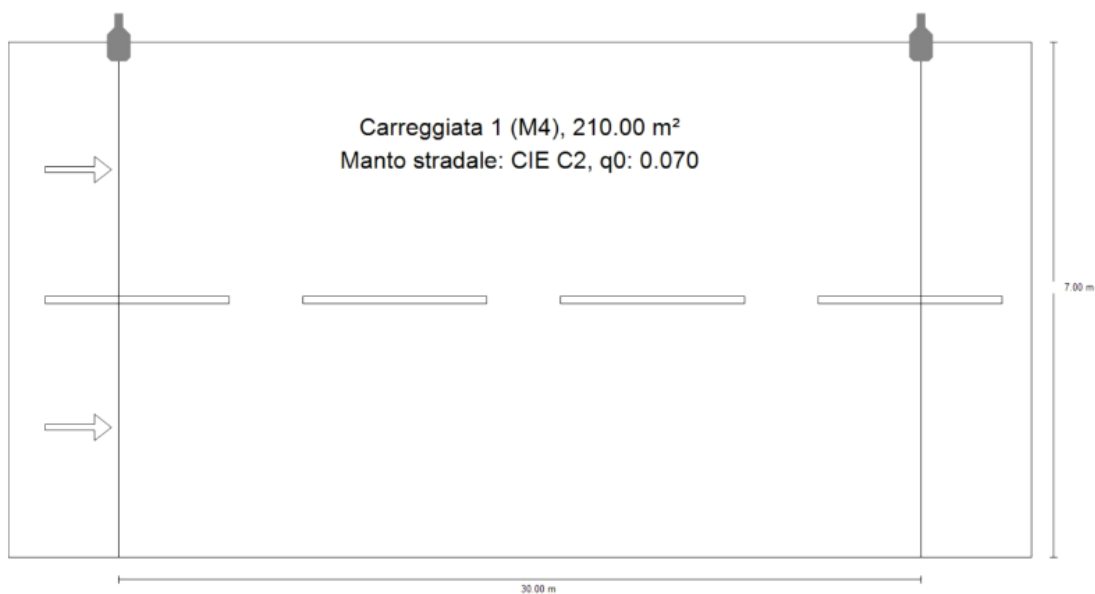 Carreggiata 1 (M4), 210.00 m²
Manto stradale: CIE C2, q0: 0.070
7.00 m
30.00 m